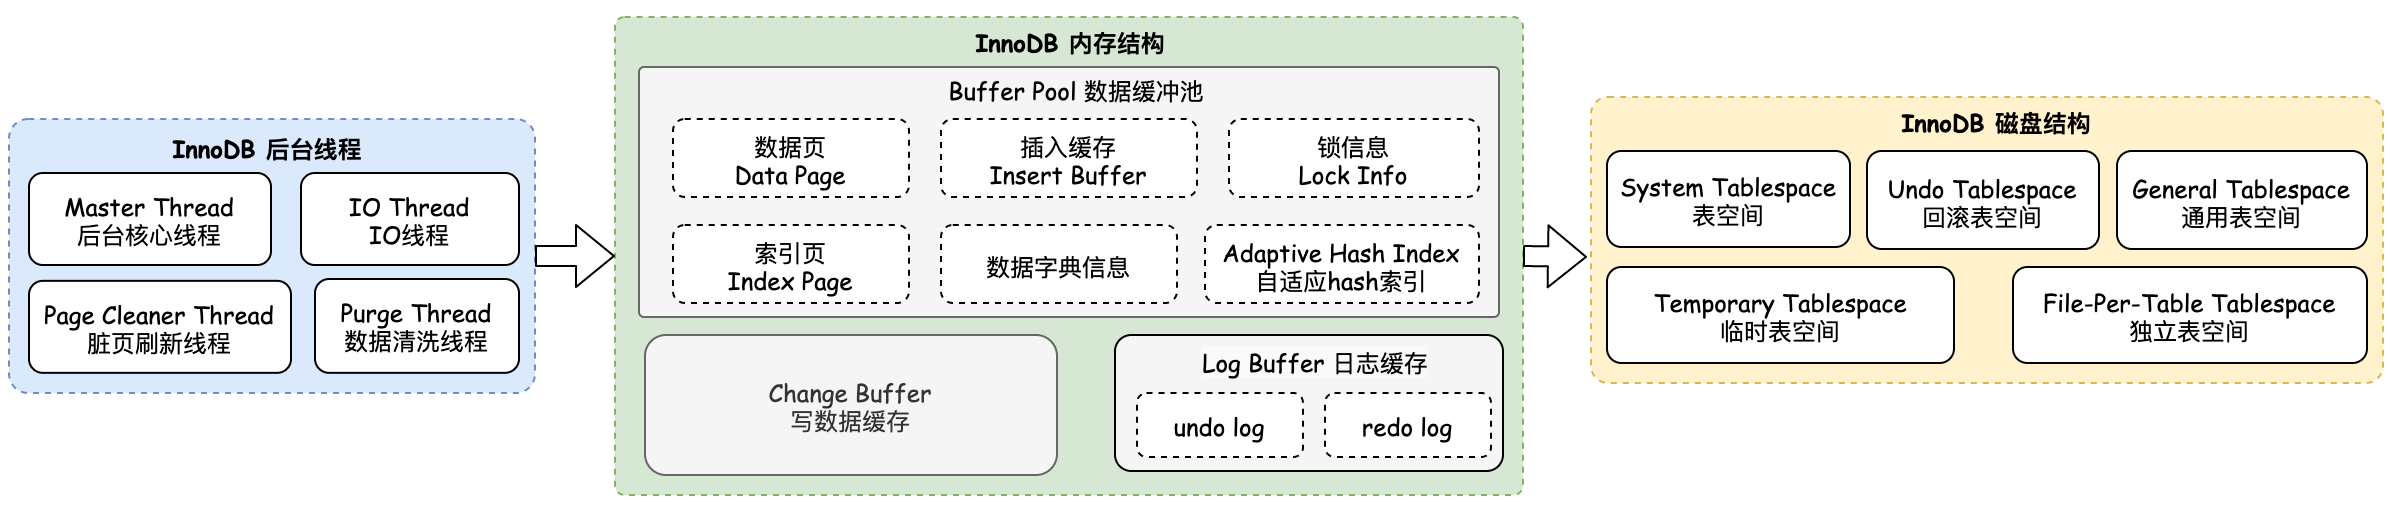 InnoDB 后台线程
Master Thread
后台核心线程
IO Thread
IO线程
Page Cleaner Thread
脏页刷新线程
Purge Thread
数据清洗线程
InnoDB 内存结构
Buffer Pool 数据缓冲池
数据页
Data Page
插入缓存
Insert Buffer
锁信息
Lock Info
索引页
Index Page
数据字典信息
Adaptive Hash Index
自适应hash索引
Change Buffer
写数据缓存
Log Buffer 日志缓存
undo log
redo log
InnoDB 磁盘结构
System Tablespace
表空间
Undo Tablespace
回滚表空间
General Tablespace
通用表空间
Temporary Tablespace
临时表空间
File-Per-Table Tablespace
独立表空间